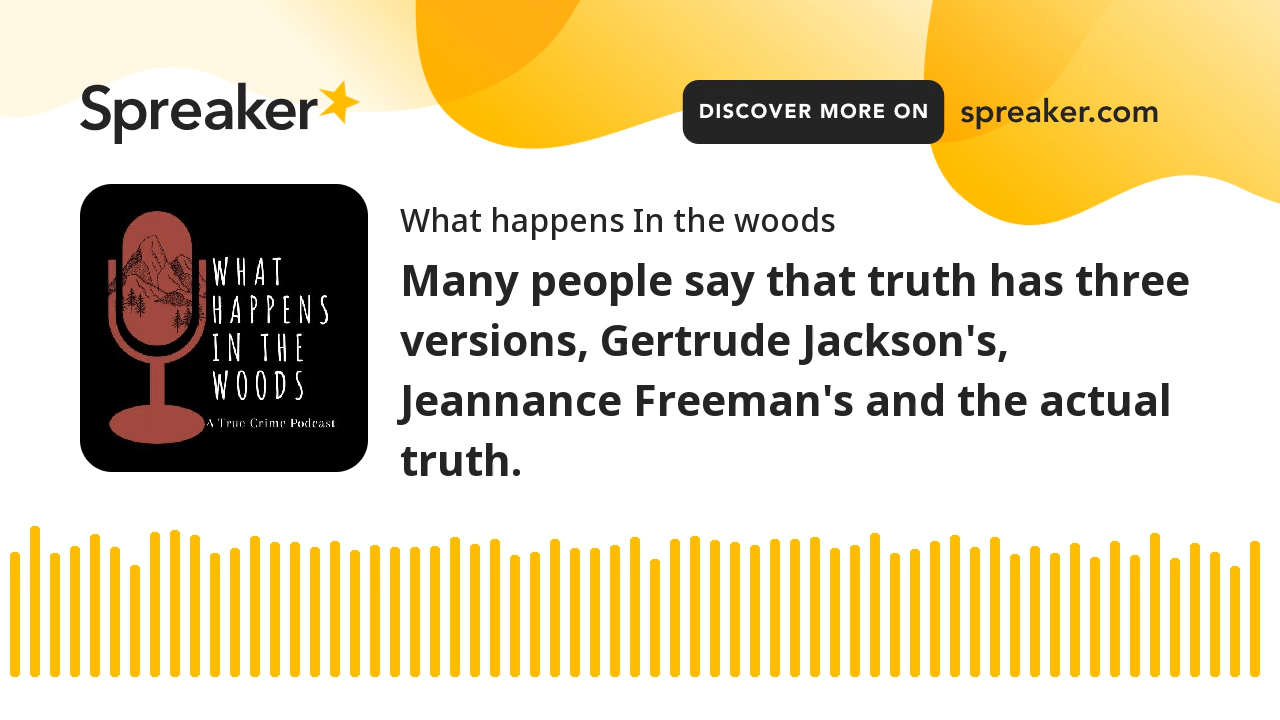 Spreaker
DISCOVER MORE ON
spreaker.com
WHAT
HAPPENS
IN THE
WOODS
A True Crime Podcast
What happens In the woods
Many people say that truth has three
versions, Gertrude Jackson's,
Jeannance Freeman's and the actual
truth.